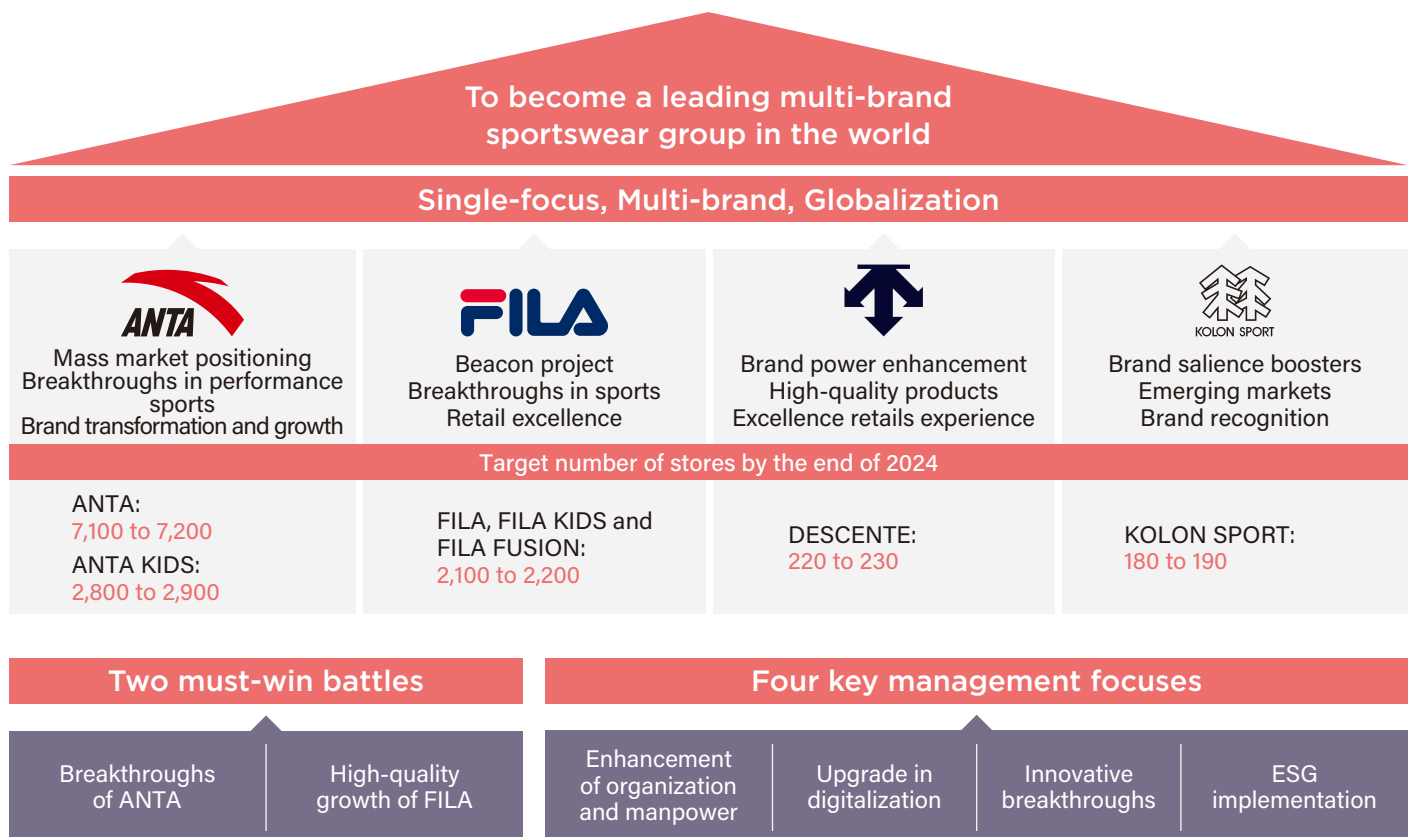 To become a leading multi-brand
sportswear group in the world
Single-focus, Multi-brand, Globalization
ANTA
Mass market positioning
Breakthroughs in performance
sports
Brand transformation and growth
FILA
Beacon project
Breakthroughs in sports
Retail excellence
Brand power enhancement
High-quality products
Excellence retails experience
KOLON SPORT
Brand salience boosters
Emerging markets
Brand recognition
Target number of stores by the end of 2024
ANTA:
7,100 to 7,200
ANTA KIDS:
2,800 to 2,900
FILA, FILA KIDS and
FILA FUSION:
2,100 to 2,200
DESCENTE:
220 to 230
KOLON SPORT:
180 to 190
Two must-win battles
Breakthroughs
of ANTA
High-quality
growth of FILA
Four key management focuses
Enhancement
of organization
and manpower
Upgrade in
digitalization
Innovative
breakthroughs
ESG
implementation